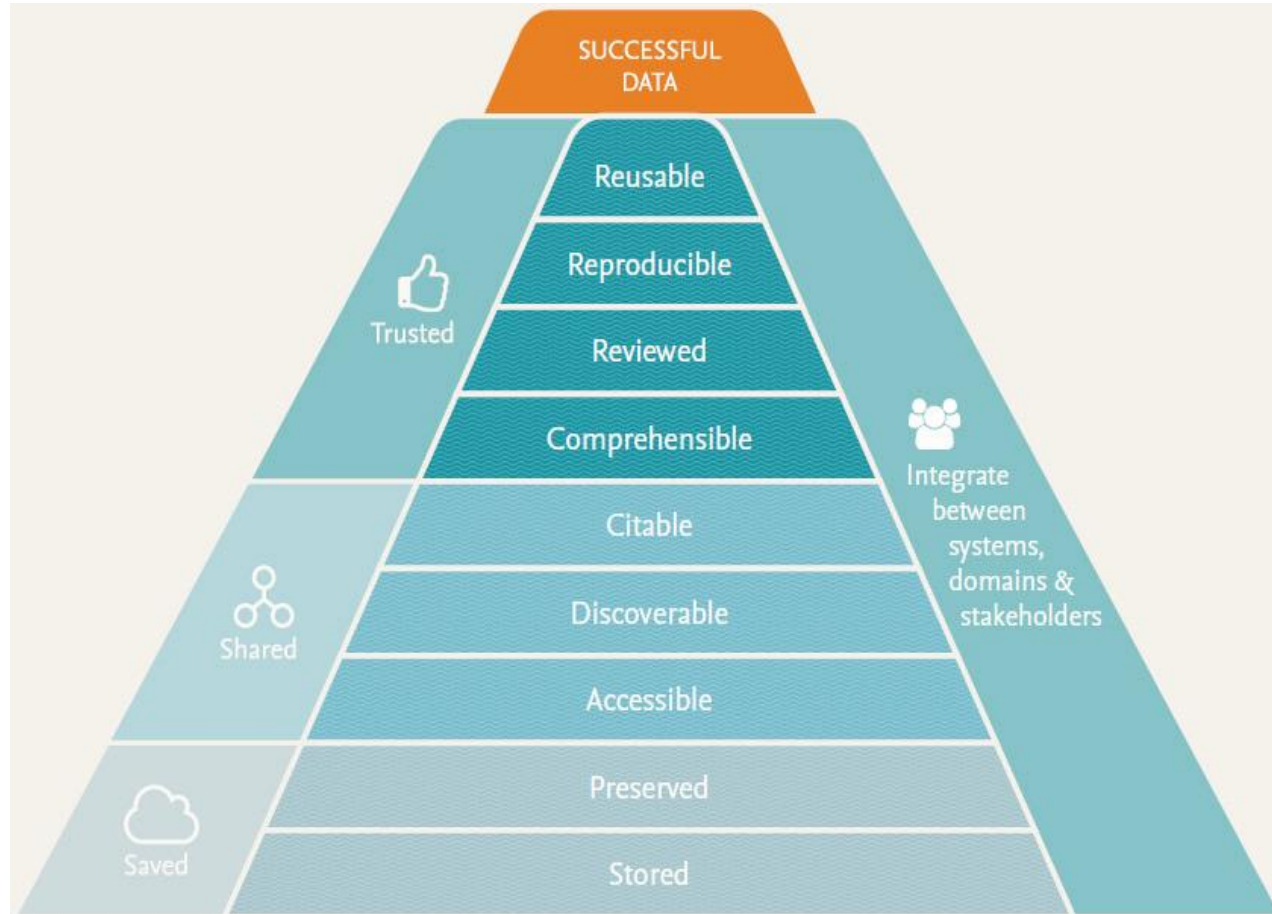 SUCCESSFUL
DATA
Reusable
Reproducible
Trusted
Reviewed
Comprehensible
Integrate
between
systems,
domains &
stakeholders
Citable
Discoverable
Shared
Accessible
Preserved
Saved
Stored